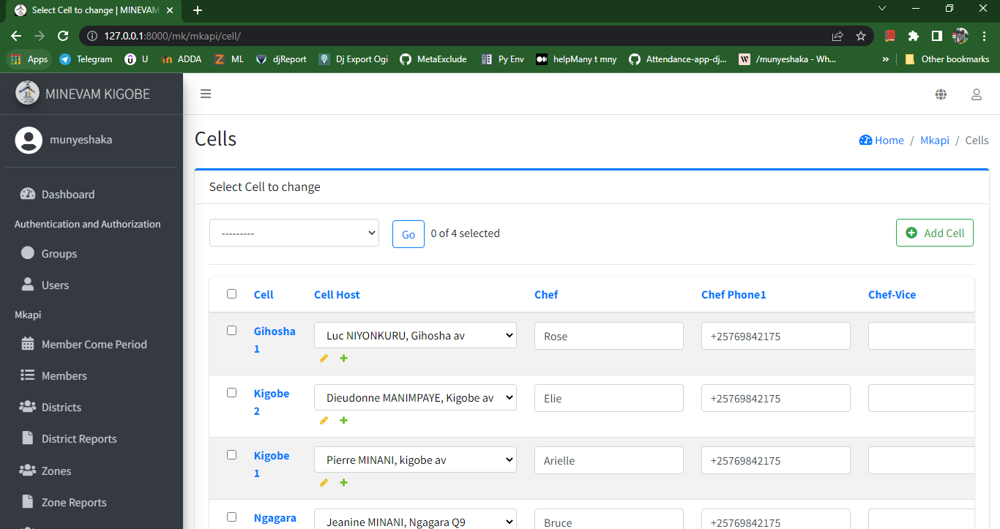 Select Cell to change | MINEVAM
127.0.0.1:8000/mk/mkapi/cell/
Apps Telegram U ADDA ML djReport Dj Export Ogi MetaExclude Py Env helpMany t mny Attendance-app-dj... /munyeshaka - Wh... » Other bookmarks
MINEVAM KIGOBE
munyeshaka
Dashboard
Authentication and Authorization
Groups
Users
Mkapi
Member Come Period
Members
Districts
District Reports
Zones
Zone Reports
Cells
Home / Mkapi / Cells
Select Cell to change
---------
Go
0 of 4 selected
Add Cell
Cell Cell Host Chef Chef Phone1 Chef-Vice
Gihosha
1
Luc NIYONKURU, Gihosha av
Rose
+25769842175
Kigobe
2
Dieudonne MANIMPAYE, Kigobe av
Elie
+25769842175
Kigobe
1
Pierre MINANI, kigobe av
Arielle
+25769842175
Ngagara
Jeanine MINANI, Ngagara Q9
Bruce
+25769842175